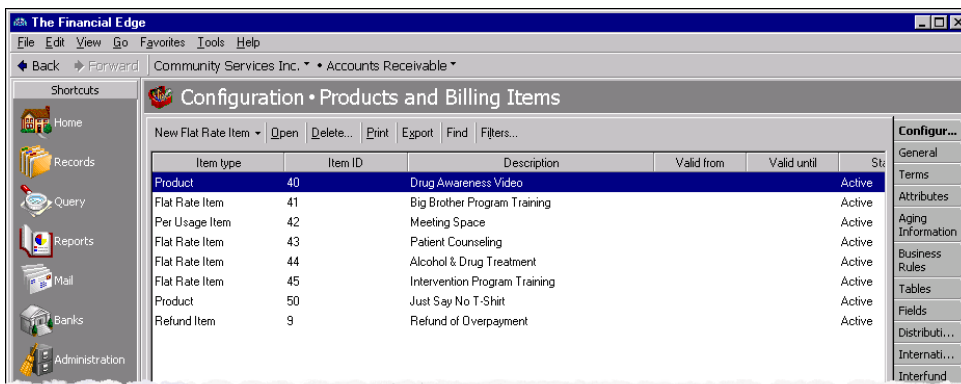 The Financial Edge
File Edit View Go Favorites Tools Help
Back Forward Community Services Inc. • Accounts Receivable
Shortcuts
Home
Records
Query
Reports
Mail
Banks
Administration
Configuration • Products and Billing Items
New Flat Rate Item Open Delete... Print Export Find Filters...
Item type Item ID Description Valid from Valid until Sta
Product 40 Drug Awareness Video Active
Flat Rate Item 41 Big Brother Program Training Active
Per Usage Item 42 Meeting Space Active
Flat Rate Item 43 Patient Counseling Active
Flat Rate Item 44 Alcohol & Drug Treatment Active
Flat Rate Item 45 Intervention Program Training Active
Product 50 Just Say No T-Shirt Active
Refund Item 9 Refund of Overpayment Active
Configur...
General
Terms
Attributes
Aging
Information
Business
Rules
Tables
Fields
Distributi...
Internati...
Interfund